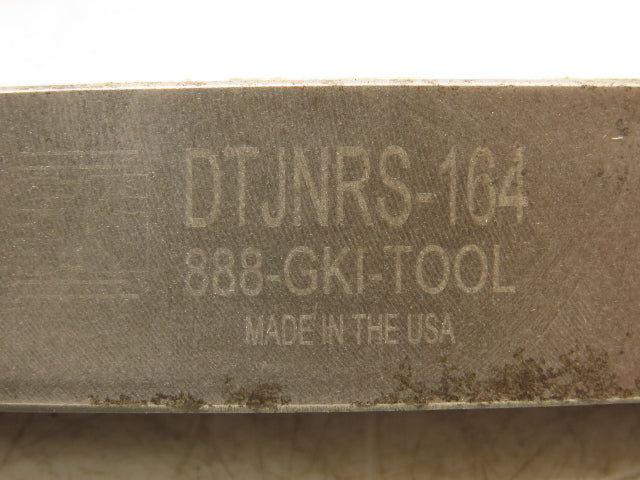 DTJNRS-164
888-GKI-TOOL
MADE IN THE USA